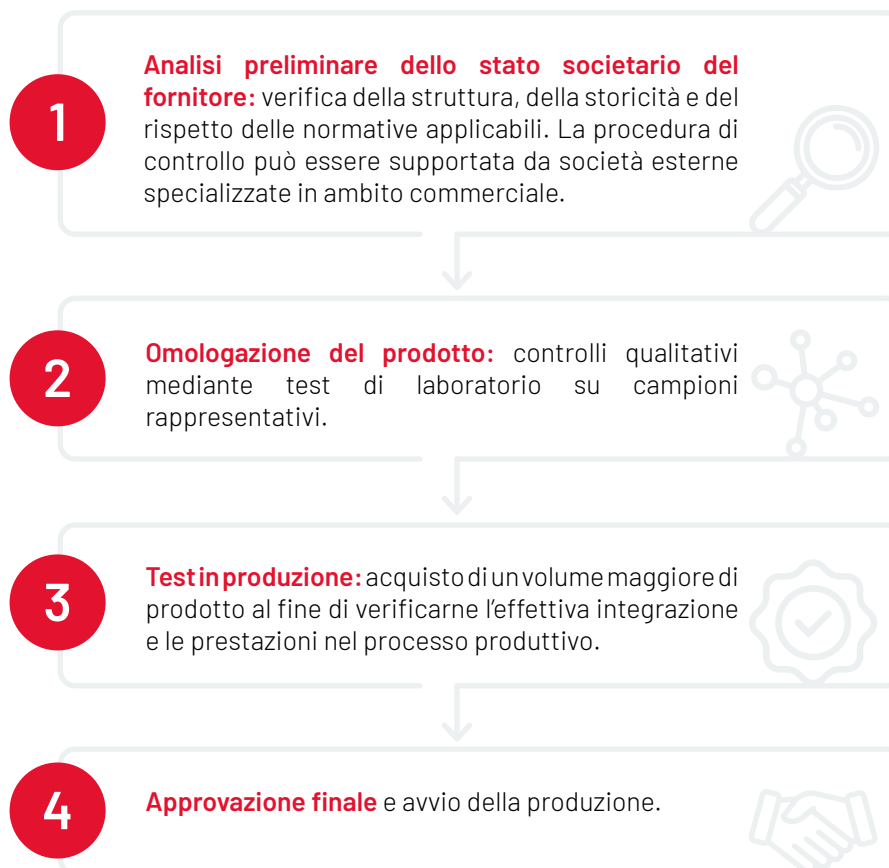 1
Analisi preliminare dello stato societario del
fornitore: verifica della struttura, della storicità e del
rispetto delle normative applicabili. La procedura di
controllo può essere supportata da società esterne
specializzate in ambito commerciale.
2
Omologazione del prodotto: controlli qualitativi
mediante test di laboratorio su campioni
rappresentativi.
3
Test in produzione: acquisto di un volume maggiore di
prodotto al fine di verificarne l’effettiva integrazione
e le prestazioni nel processo produttivo.
4
Approvazione finale e avvio della produzione.